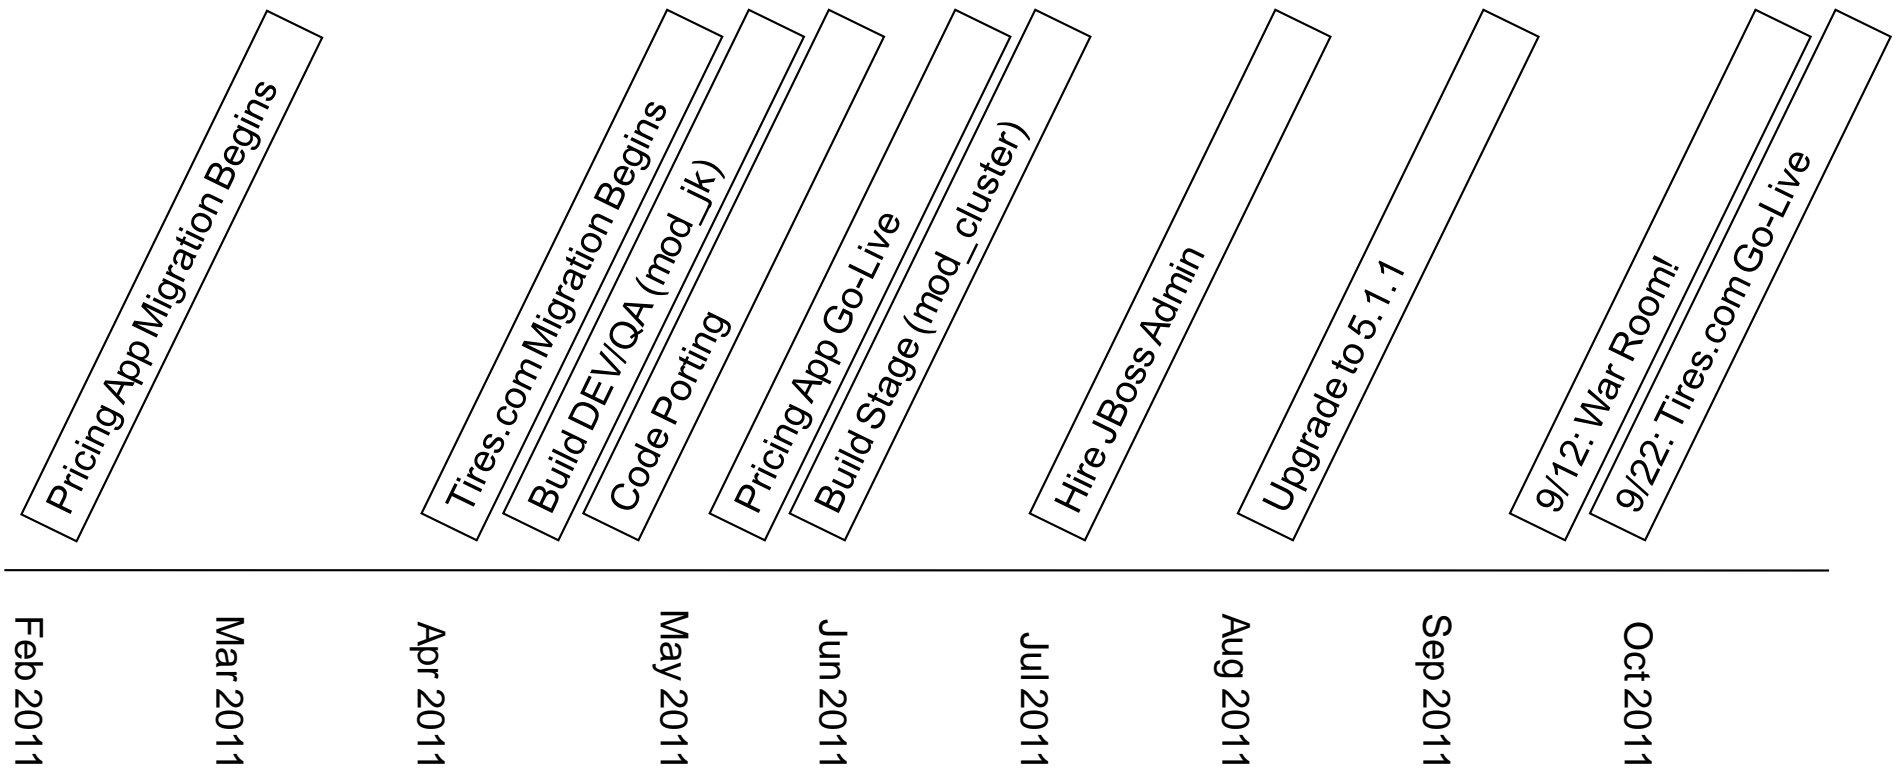 Pricing App Migration Begins
Tires.com Migration Begins
Build DEV/QA (mod_jk)
Code Porting
Pricing App Go-Live
Build Stage (mod_cluster)
Hire JBoss Admin
Upgrade to 5.1.1
9/12: War Room!
9/22: Tires.com Go-Live
Feb 2011
Mar 2011
Apr 2011
May 2011
Jun 2011
Jul 2011
Aug 2011
Sep 2011
Oct 2011